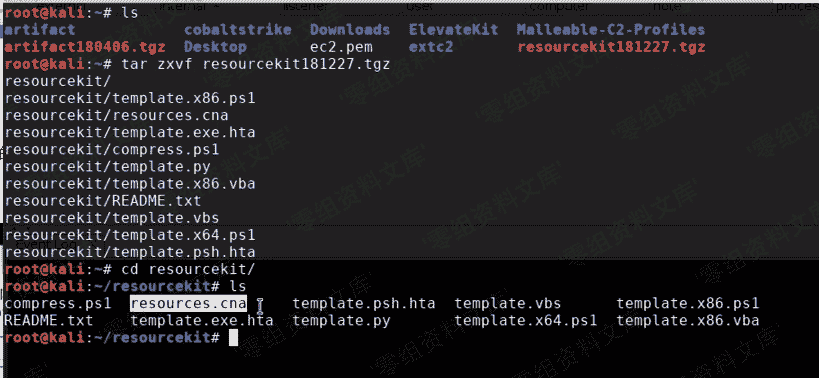 root@kali:~# ls
artifact cobaltstrike Downloads ElevateKit Malleable-C2-Profiles
artifact180406.tgz Desktop ec2.pem extc2 resourcekit181227.tgz
root@kali:~# tar zxvf resourcekit181227.tgz
resourcekit/
resourcekit/template.x86.ps1
resourcekit/resources.cna
resourcekit/template.exe.hta
resourcekit/compress.ps1
resourcekit/template.py
resourcekit/template.x86.vba
resourcekit/README.txt
resourcekit/template.vbs
resourcekit/template.x64.ps1
resourcekit/template.psh.hta
root@kali:~# cd resourcekit/
root@kali:~/resourcekit# ls
compress.ps1 resources.cna template.psh.hta template.vbs template.x86.ps1
README.txt template.exe.hta template.py template.x64.ps1 template.x86.vba
root@kali:~/resourcekit#